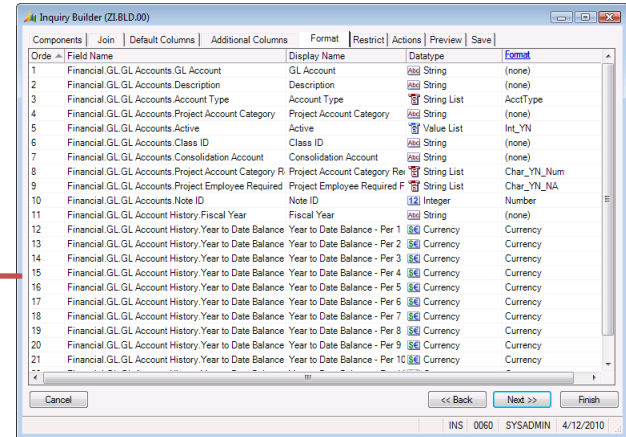 Inquiry Builder (ZI.BLD.00)
Components Join Default Columns Additional Columns Format Restrict Actions Preview Save
Orde Field Name Display Name Datatype Format
1 Financial.GL.GL Accounts.GL Account GL Account Abc String (none)
2 Financial.GL.GL Accounts.Description Description Abc String (none)
3 Financial.GL.GL Accounts.Account Type Account Type String List AcctType
4 Financial.GL.GL Accounts.Project Account Category Project Account Category Abc String (none)
5 Financial.GL.GL Accounts.Active Active Value List Int_YN
6 Financial.GL.GL Accounts.Class ID Class ID Abc String (none)
7 Financial.GL.GL Accounts.Consolidation Account Consolidation Account Abc String (none)
8 Financial.GL.GL Accounts.Project Account Category R Project Account Category Re String List Char_YN_Num
9 Financial.GL.GL Accounts.Project Employee Required Project Employee Required F String List Char_YN_NA
10 Financial.GL.GL Accounts.Note ID Note ID 12 Integer Number
11 Financial.GL.GL Account History.Fiscal Year Fiscal Year Abc String (none)
12 Financial.GL.GL Account History.Year to Date Balance Year to Date Balance - Per 1 $€ Currency Currency
13 Financial.GL.GL Account History.Year to Date Balance Year to Date Balance - Per 2 $€ Currency Currency
14 Financial.GL.GL Account History.Year to Date Balance Year to Date Balance - Per 3 $€ Currency Currency
15 Financial.GL.GL Account History.Year to Date Balance Year to Date Balance - Per 4 $€ Currency Currency
16 Financial.GL.GL Account History.Year to Date Balance Year to Date Balance - Per 5 $€ Currency Currency
17 Financial.GL.GL Account History.Year to Date Balance Year to Date Balance - Per 6 $€ Currency Currency
18 Financial.GL.GL Account History.Year to Date Balance Year to Date Balance - Per 7 $€ Currency Currency
19 Financial.GL.GL Account History.Year to Date Balance Year to Date Balance - Per 8 $€ Currency Currency
20 Financial.GL.GL Account History.Year to Date Balance Year to Date Balance - Per 9 $€ Currency Currency
21 Financial.GL.GL Account History.Year to Date Balance Year to Date Balance - Per 10 $€ Currency Currency
Cancel << Back Next >> Finish
INS 0060 SYSADMIN 4/12/2010